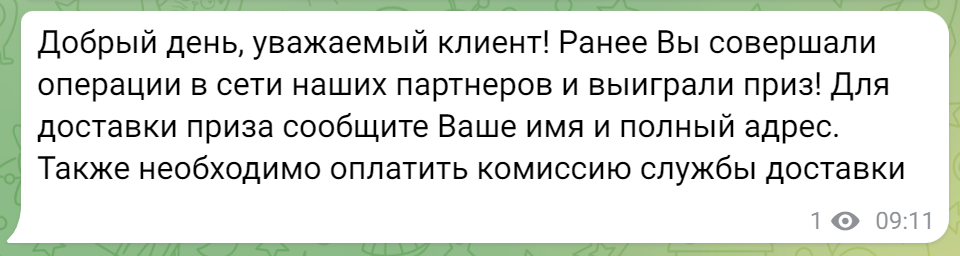 Добрый день, уважаемый клиент! Ранее Вы совершали
операции в сети наших партнеров и выиграли приз! Для
доставки приза сообщите Ваше имя и полный адрес.
Также необходимо оплатить комиссию службы доставки
1 09:11